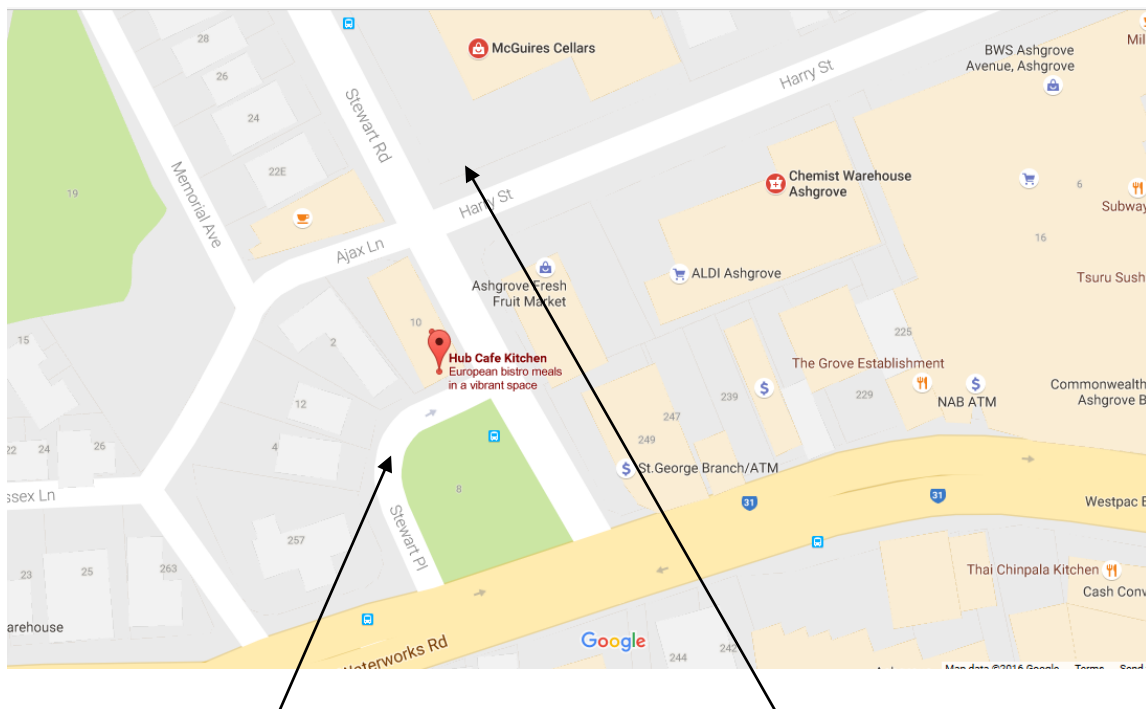 28
McGuires Cellars
BWS Ashgrove
Avenue, Ashgrove
26
Stewart Rd
Harry St
24
22E
19
Memorial Ave
Harry St
Chemist Warehouse
Ashgrove
6
Subway
Ajax Ln
16
Ashgrove Fresh
Fruit Market
ALDI Ashgrove
Tsuru Sush
15
2
10
225
Hub Cafe Kitchen
European bistro meals
in a vibrant space
The Grove Establishment
NAB ATM
Commonwealth
Ashgrove B
12
239
229
247
249
22
24
26
4
St.George Branch/ATM
8
31
31
Westpac B
Stewart Pl
257
23
25
263
Thai Chinpala Kitchen
Cash Conv
Waterworks Rd
Google
244
242
Map data ©2016 Google Terms Send